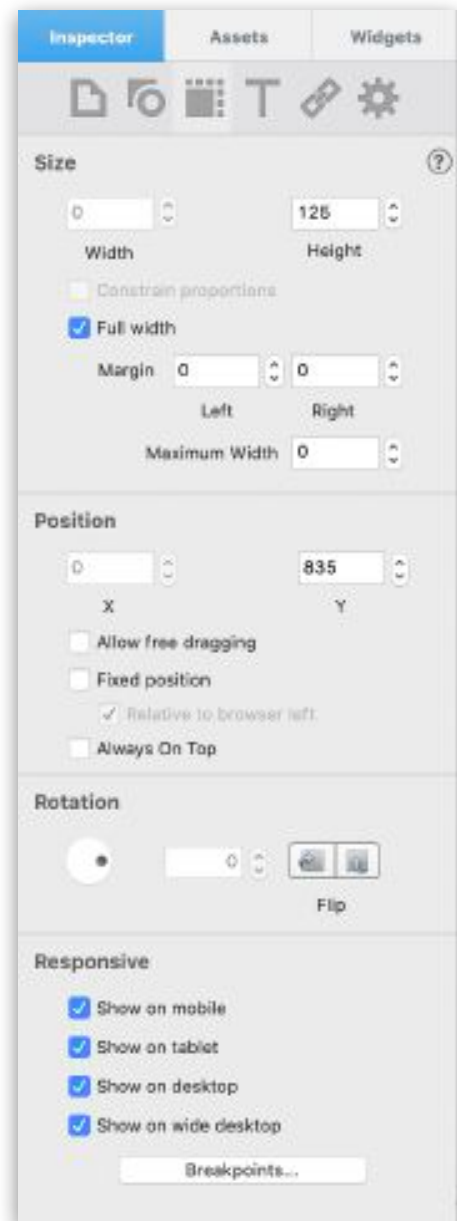 Inspector Assets Widgets
Size ?
0 125
Width Height
Constrain proportions
Full width
Margin 0 0
Left Right
Maximum Width 0
Position
0 835
X Y
Allow free dragging
Fixed position
Relative to browser left
Always On Top
Rotation
0
Flip
Responsive
Show on mobile
Show on tablet
Show on desktop
Show on wide desktop
Breakpoints...